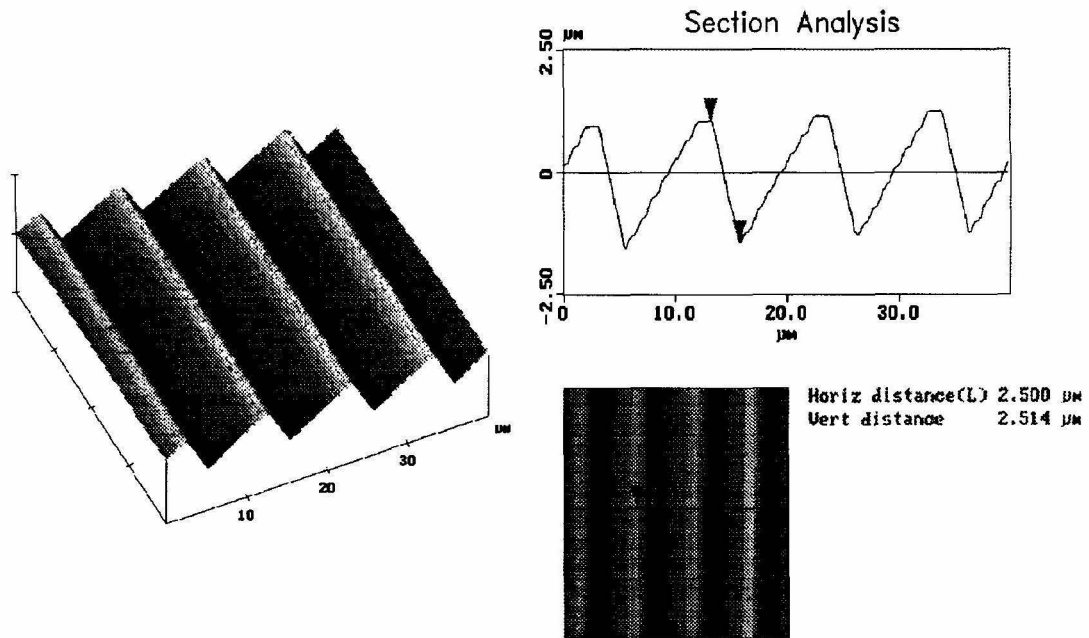 Section Analysis
µM
2.50
0
-2.50
0
10.0
20.0
30.0
µM
µM
30
20
10
Horiz distance(L) 2.500 µM
Vert distance 2.514 µM